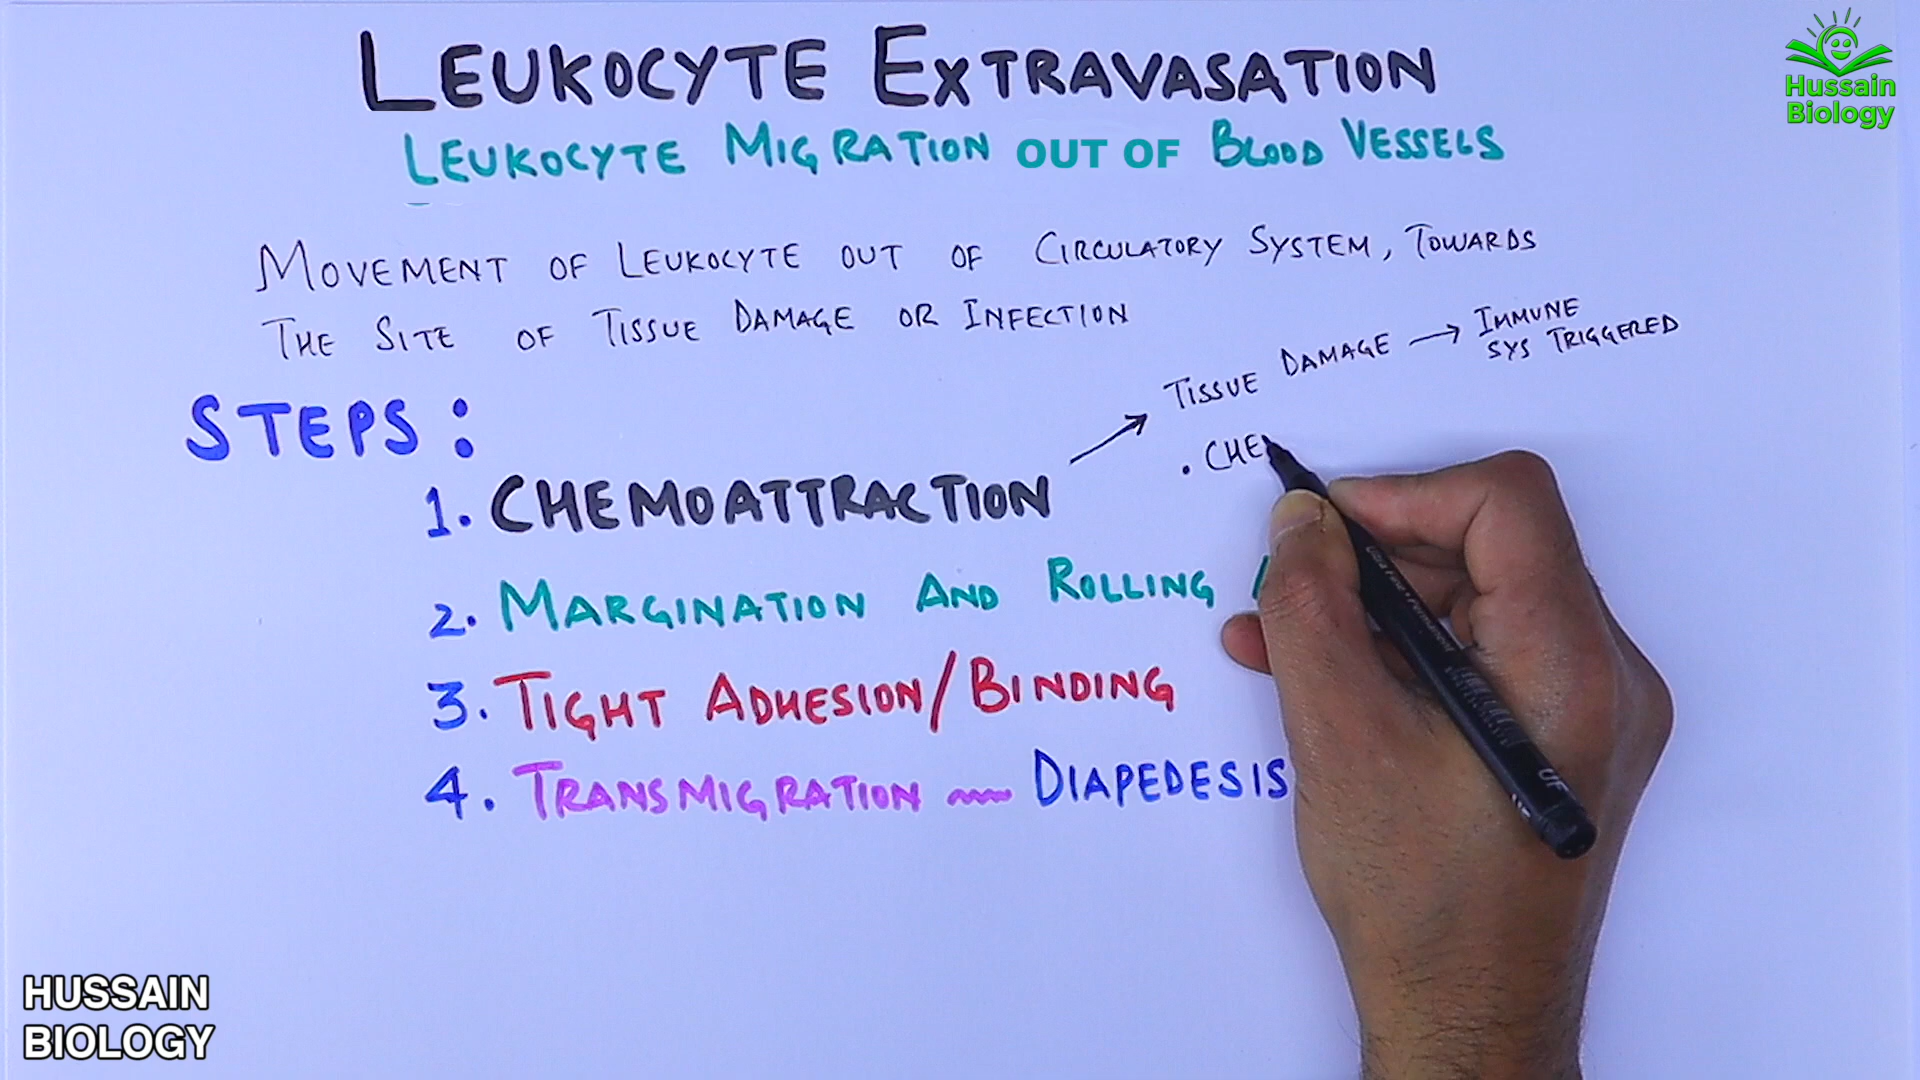 LEUKOCYTE EXTRAVASATION
LEUKOCYTE MIGRATION OUT OF BLOOD VESSELS
MOVEMENT OF LEUKOCYTE OUT OF CIRCULATORY SYSTEM, TOWARDS
THE SITE OF TISSUE DAMAGE OR INFECTION
TISSUE DAMAGE → IMMUNE
SYS TRIGGERED
. CHE
STEPS:
1. CHEMOATTRACTION
2. MARGINATION AND ROLLING
3. TIGHT ADHESION/BINDING
4. TRANSMIGRATION ~ DIAPEDESIS
Hussain
Biology
HUSSAIN
BIOLOGY
UF